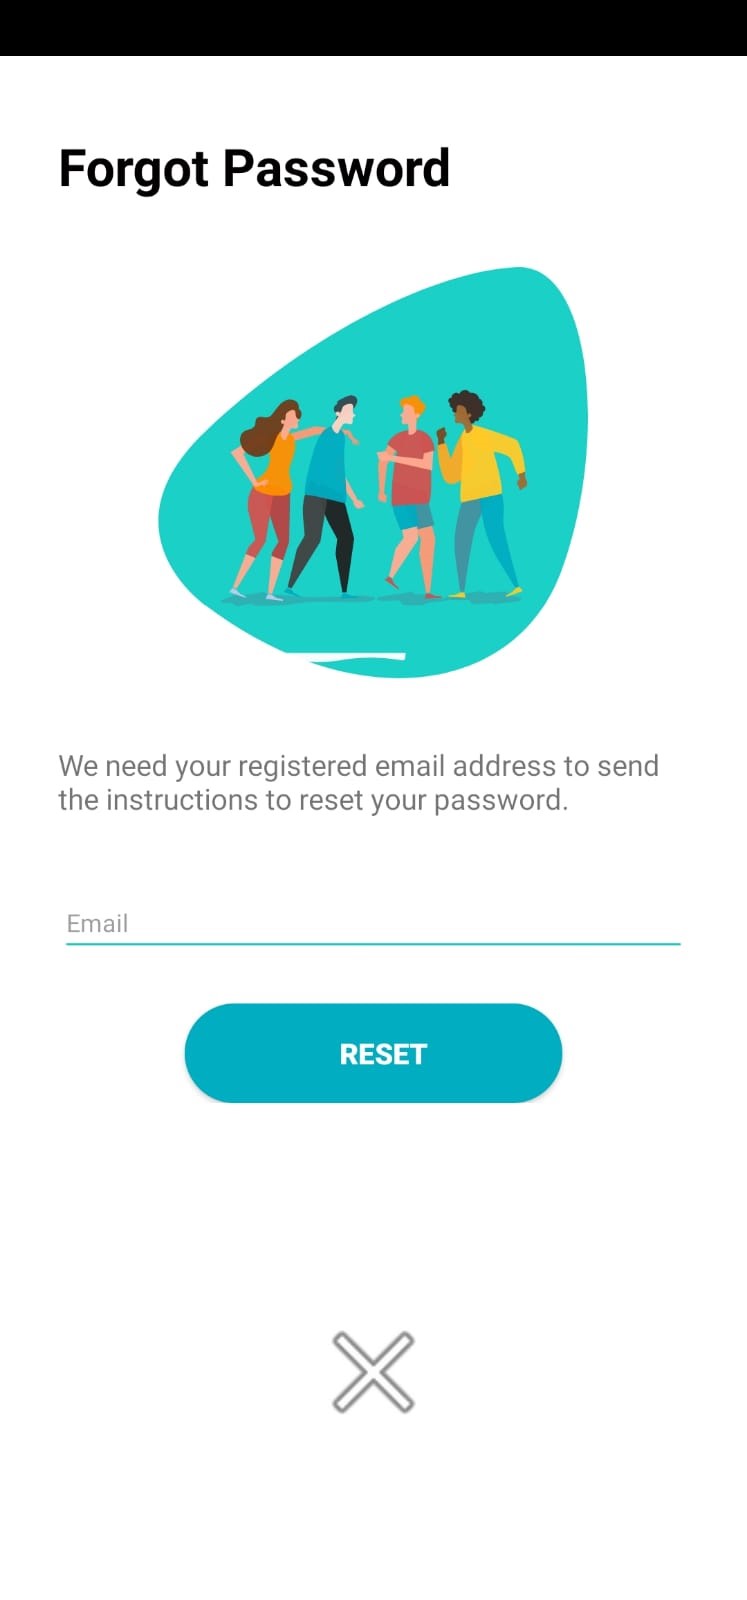 Forgot Password
We need your registered email address to send
the instructions to reset your password.
Email
RESET